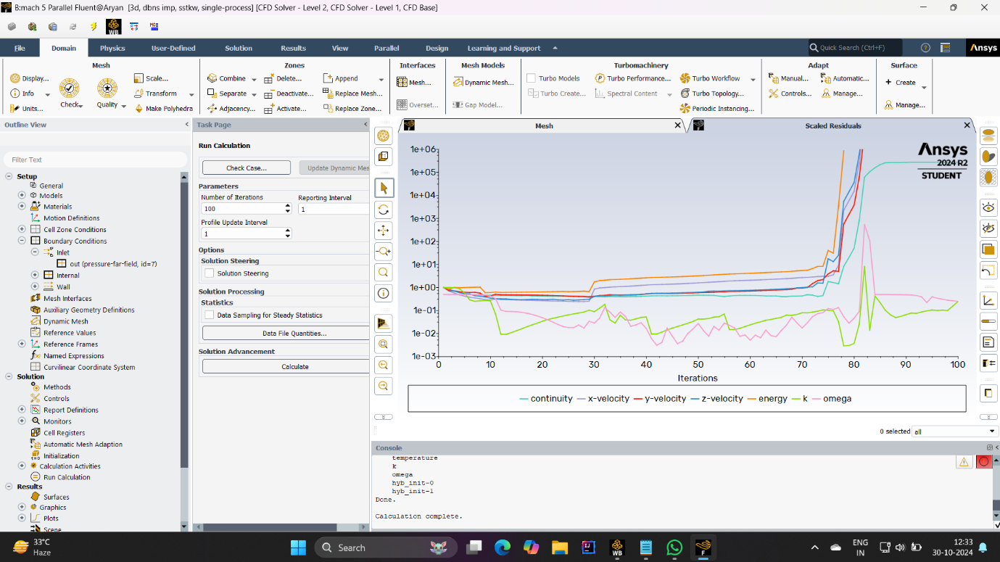 B:mach 5 Parallel Fluent@Aryan [3d, dbns imp, sstkw, single-process] [CFD Solver - Level 2, CFD Solver - Level 1, CFD Base]
WB
File Domain Physics User-Defined Solution Results View Parallel Design Learning and Support Quick Search (Ctrl+F) Ansys
Mesh Zones Interfaces Mesh Models Turbomachinery Adapt Surface
Display... Scale... Combine Delete... Append Mesh... Dynamic Mesh... Turbo Models Turbo Performance... Turbo Workflow Manual... Automatic... + Create
Info Check Quality Transform Separate Deactivate... Replace Mesh... Turbo Create... Spectral Content Turbo Topology... Controls... Manage...
Units... Make Polyhedra Adjacency... Activate... Replace Zone... Overset... Gap Model... Periodic Instancing... Manage...
Outline View
Filter Text
Setup
General
Models
Materials
Motion Definitions
Cell Zone Conditions
Boundary Conditions
Inlet
out (pressure-far-field, id=7)
Internal
Wall
Mesh Interfaces
Auxiliary Geometry Definitions
Dynamic Mesh
Reference Values
Reference Frames
Named Expressions
Curvilinear Coordinate System
Solution
Methods
Controls
Report Definitions
Monitors
Cell Registers
Automatic Mesh Adaption
Initialization
Calculation Activities
Run Calculation
Results
Surfaces
Graphics
Plots
Scene
Task Page
Run Calculation
Check Case... Update Dynamic Mes
Parameters
Number of Iterations Reporting Interval
100 1
Profile Update Interval
1
Options
Solution Steering
Solution Steering
Solution Processing
Statistics
Data Sampling for Steady Statistics
Data File Quantities...
Solution Advancement
Calculate
Mesh Scaled Residuals
Ansys
2024 R2
STUDENT
1e+06
1e+05
1e+04
1e+03
1e+02
1e+01
1e+00
1e-01
1e-02
1e-03
0 10 20 30 40 50 60 70 80 90 100
Iterations
continuity x-velocity y-velocity z-velocity energy k omega
0 selected all
Console
temperature
k
omega
hyb_init-0
hyb_init-1
Done.
Calculation complete.
33°C
Haze
Search
WB
F
ENG
IN
12:33
30-10-2024